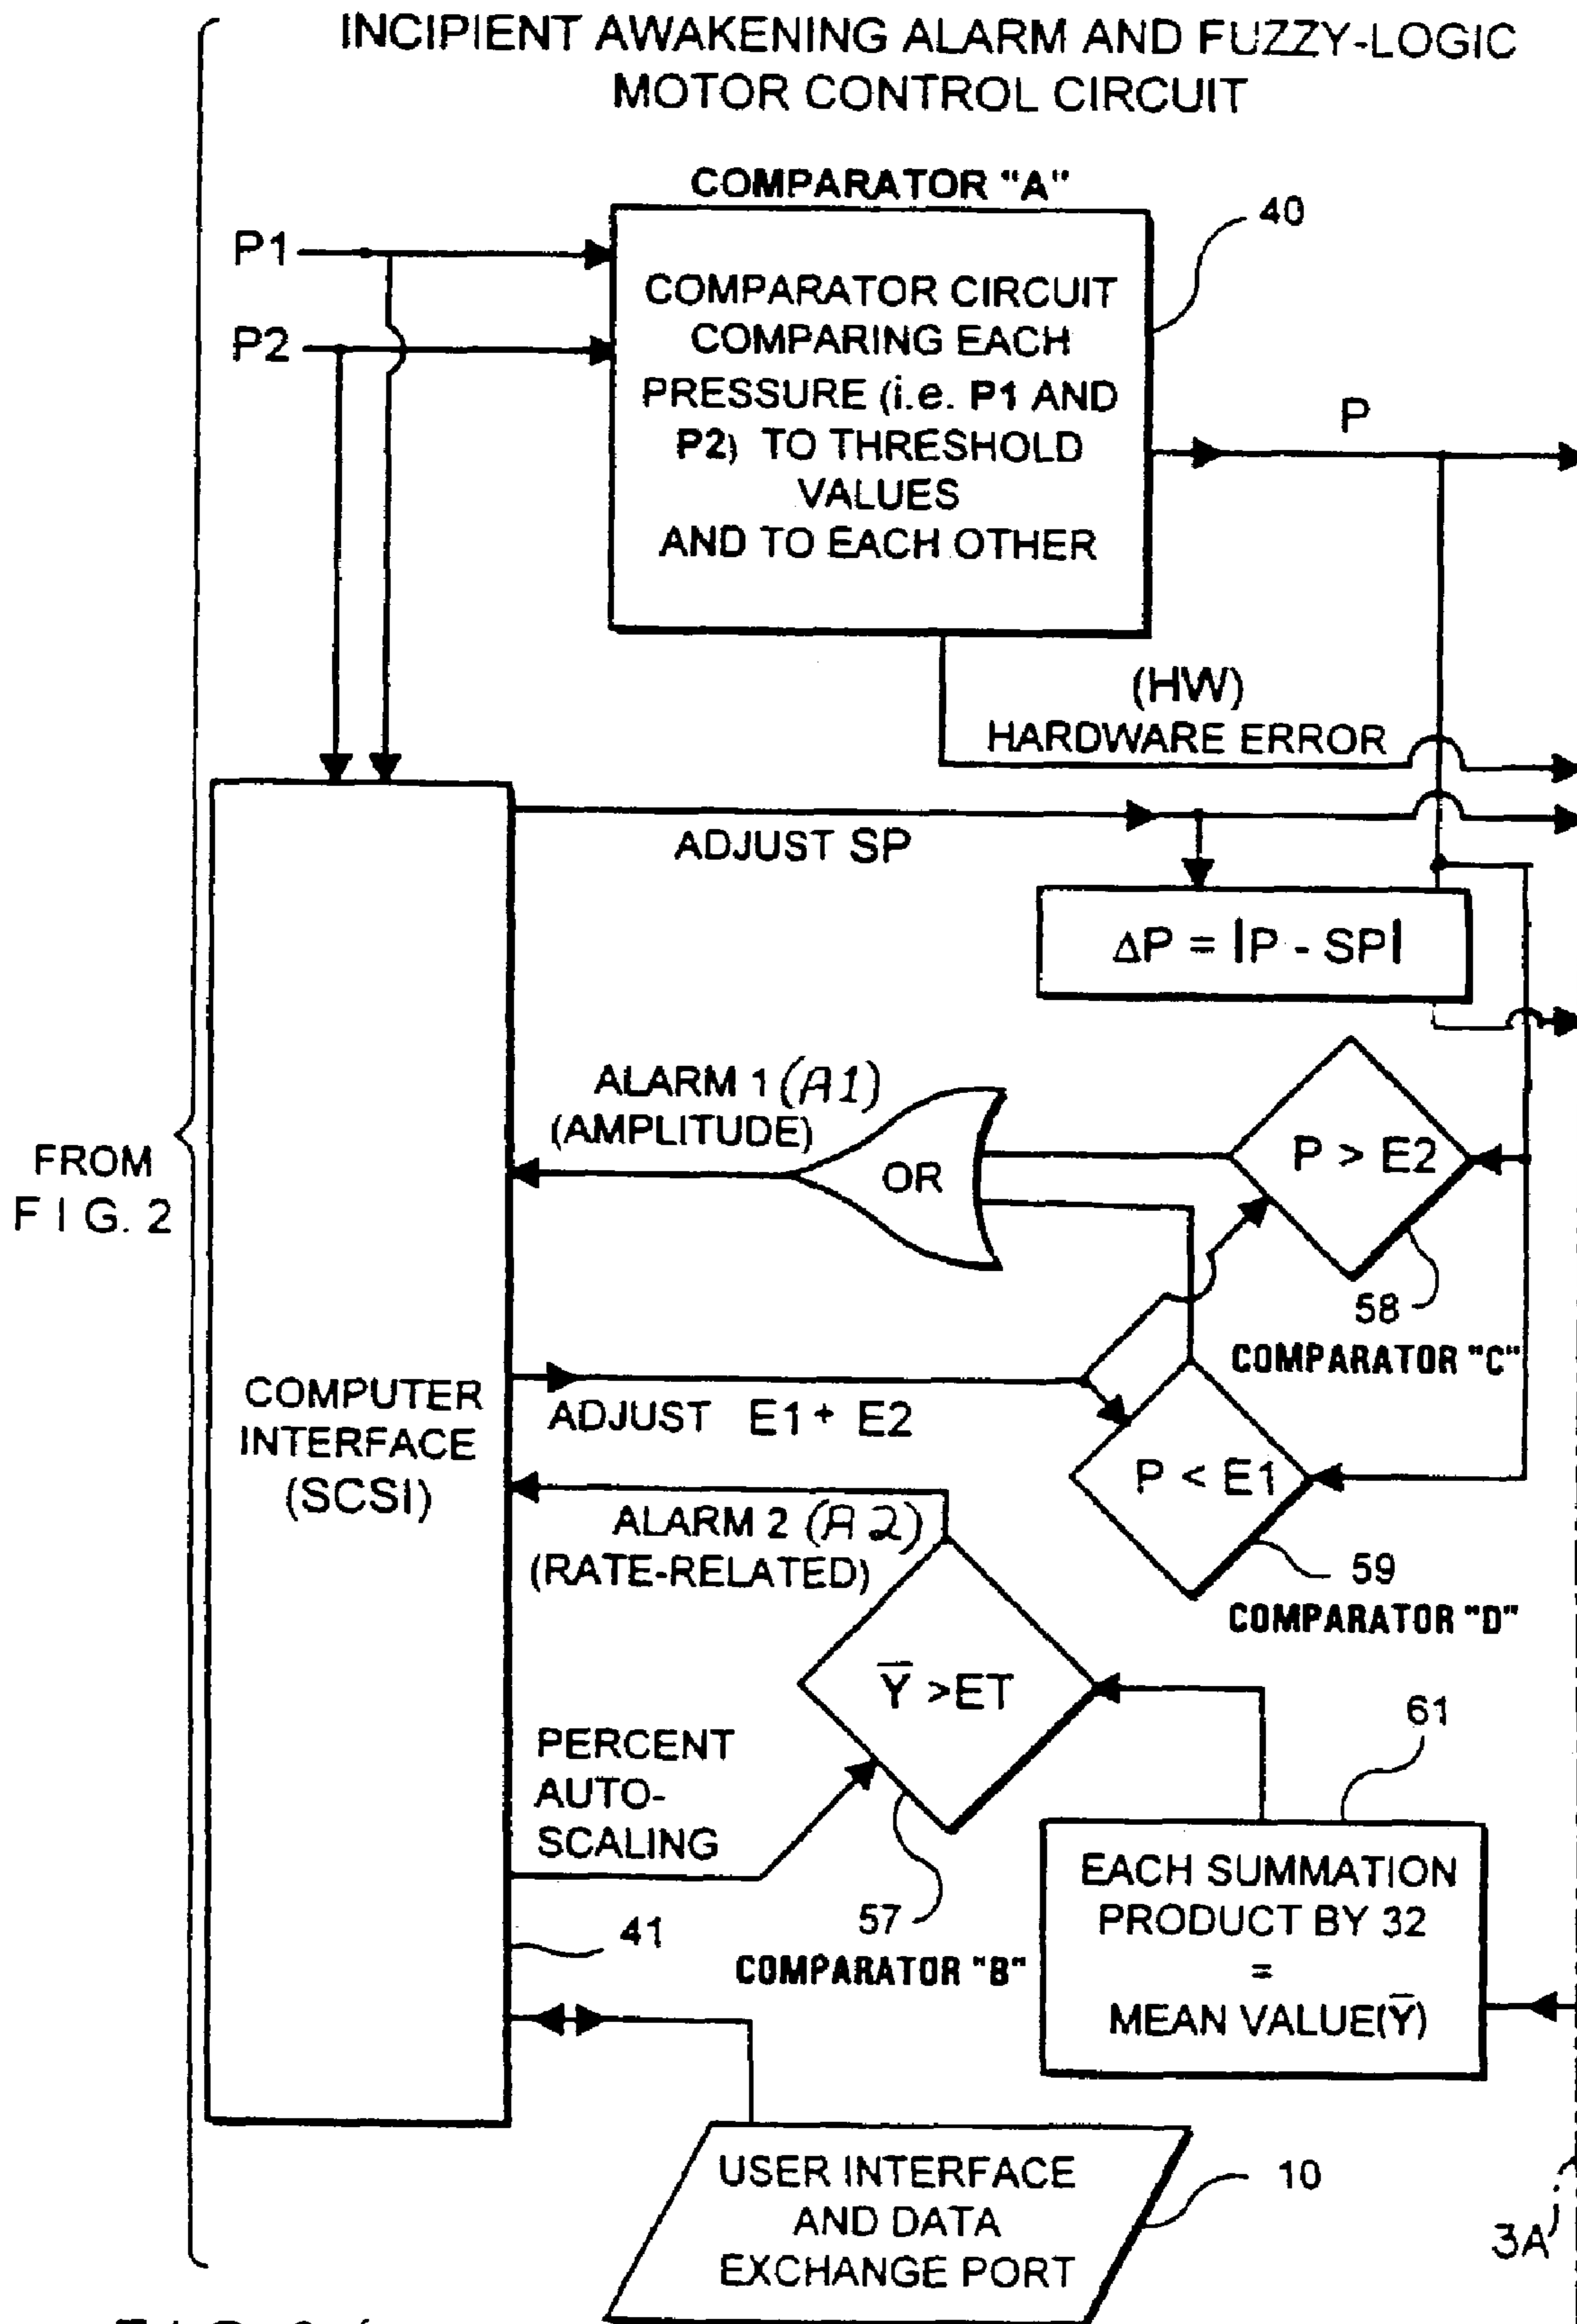 INCIPIENT AWAKENING ALARM AND FUZZY-LOGIC
MOTOR CONTROL CIRCUIT
COMPARATOR "A"
40
P1
P2
COMPARATOR CIRCUIT
COMPARING EACH
PRESSURE (i.e. P1 AND
P2) TO THRESHOLD
VALUES
AND TO EACH OTHER
P
(HW)
HARDWARE ERROR
ADJUST SP
ΔP = |P - SP|
ALARM 1 (A1)
(AMPLITUDE)
OR
P > E2
FROM
FIG. 2
58
COMPARATOR "C"
COMPUTER
INTERFACE
(SCSI)
ADJUST E1 + E2
P < E1
ALARM 2 (A2)
(RATE-RELATED)
59
COMPARATOR "D"
Ȳ >ET
PERCENT
AUTO-
SCALING
61
57
COMPARATOR "B"
41
EACH SUMMATION
PRODUCT BY 32
=
MEAN VALUE(Ȳ)
USER INTERFACE
AND DATA
EXCHANGE PORT
10
3A